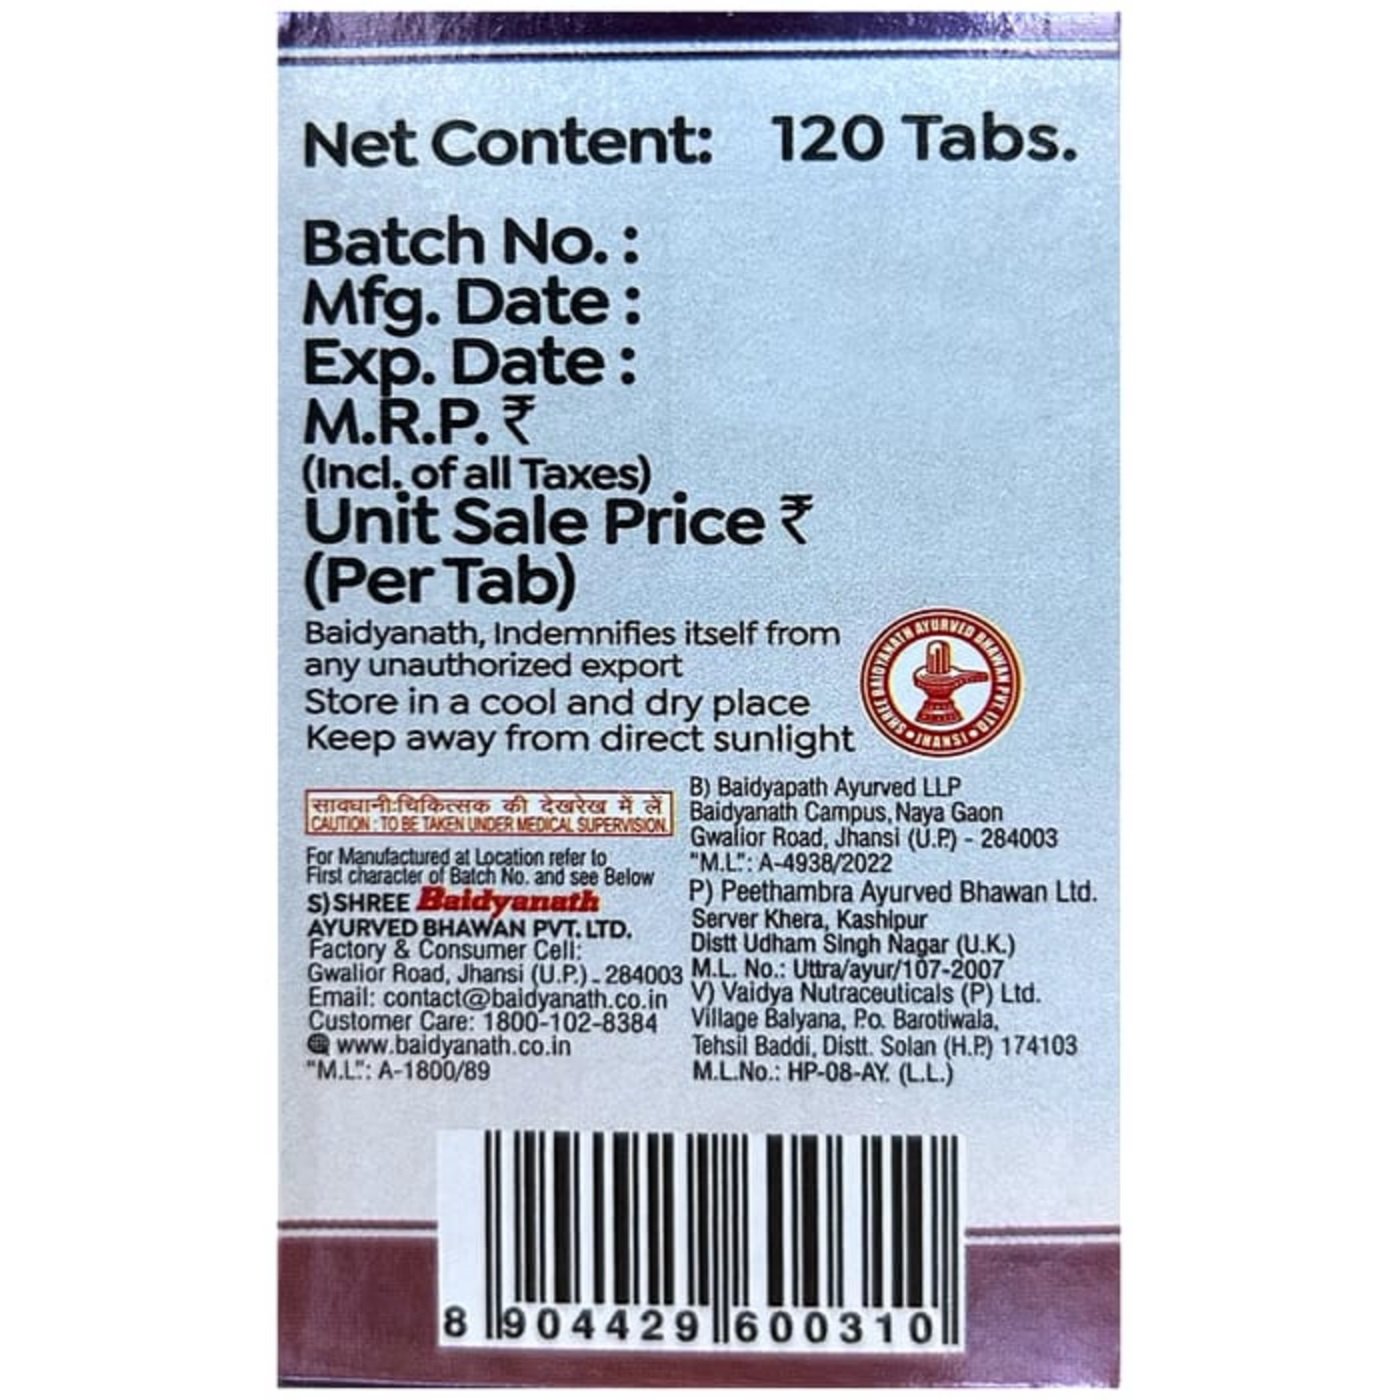 Net Content: 120 Tabs.
Batch No. :
Mfg. Date :
Exp. Date :
M.R.P. ₹
(Incl. of all Taxes)
Unit Sale Price ₹
(Per Tab)
Baidyanath, Indemnifies itself from
any unauthorized export
Store in a cool and dry place
Keep away from direct sunlight
SHREE BAIDYANATH AYURVED BHAWAN PVT. LTD.
• JHANSI •
सावधानी:चिकित्सक की देखरेख में लें
CAUTION : TO BE TAKEN UNDER MEDICAL SUPERVISION.
For Manufactured at Location refer to
First character of Batch No. and see Below
S) SHREE Baidyanath
AYURVED BHAWAN PVT. LTD.
Factory & Consumer Cell:
Gwalior Road, Jhansi (U.P.) - 284003
Email: contact@baidyanath.co.in
Customer Care: 1800-102-8384
www.baidyanath.co.in
"M.L.": A-1800/89
B) Baidyapath Ayurved LLP
Baidyanath Campus, Naya Gaon
Gwalior Road, Jhansi (U.P.) - 284003
"M.L.": A-4938/2022
P) Peethambra Ayurved Bhawan Ltd.
Server Khera, Kashipur
Distt Udham Singh Nagar (U.K.)
M.L. No.: Uttra/ayur/107-2007
V) Vaidya Nutraceuticals (P) Ltd.
Village Balyana, P.o. Barotiwala,
Tehsil Baddi, Distt. Solan (H.P.) 174103
M.L.No.: HP-08-AY. (L.L.)
8 904429 600310